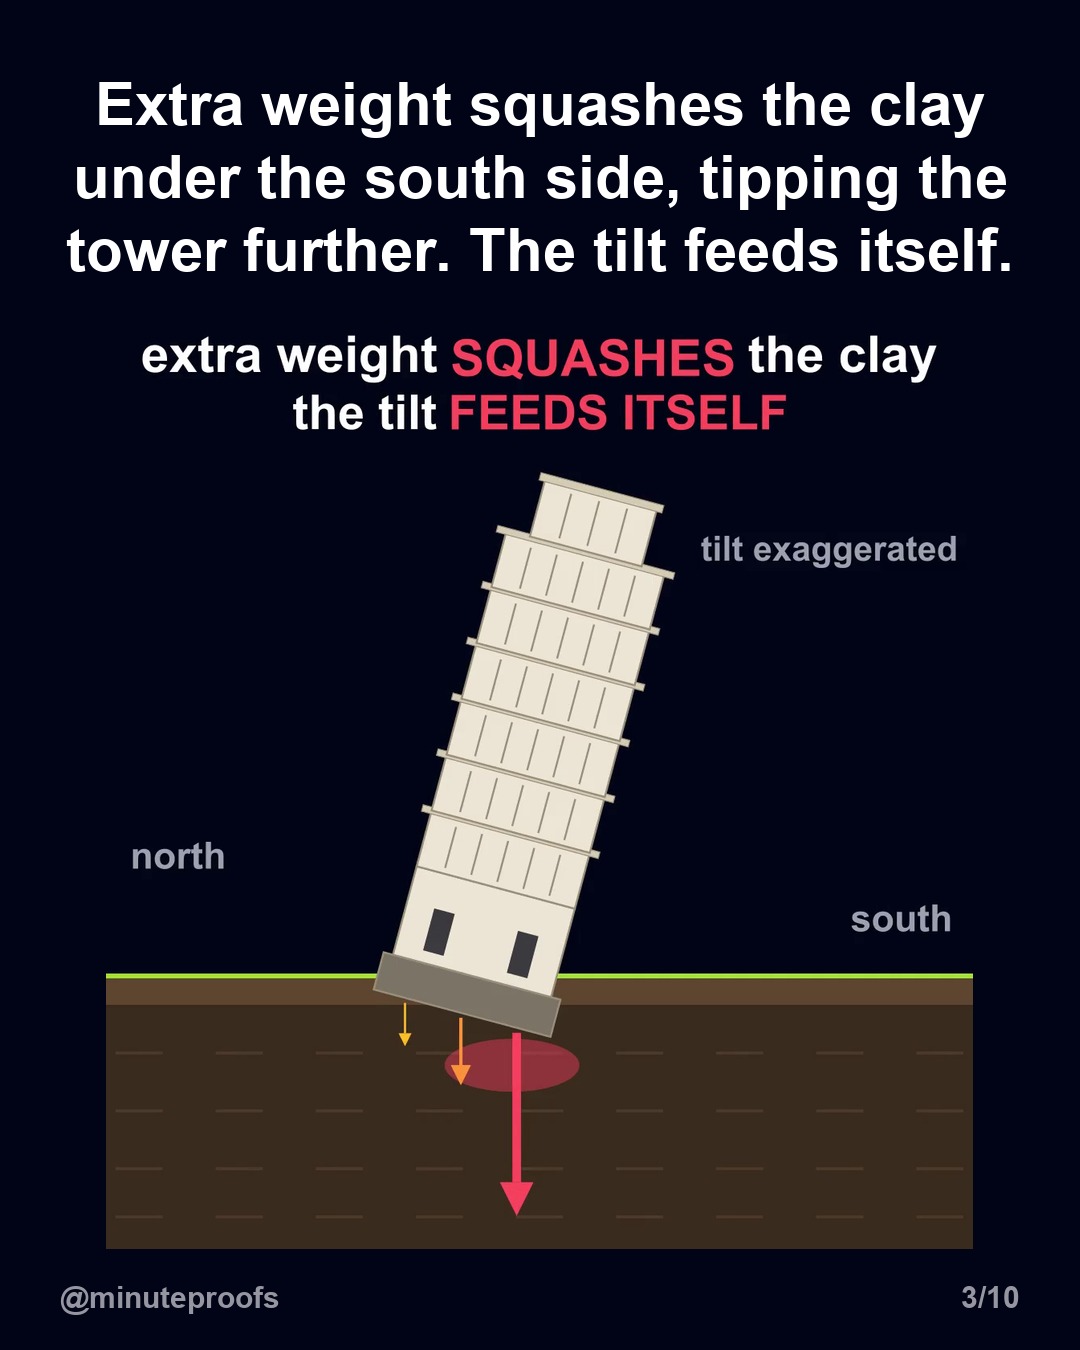 Extra weight squashes the clay
under the south side, tipping the
tower further. The tilt feeds itself.
extra weight SQUASHES the clay
the tilt FEEDS ITSELF
tilt exaggerated
north
south
@minuteproofs
3/10